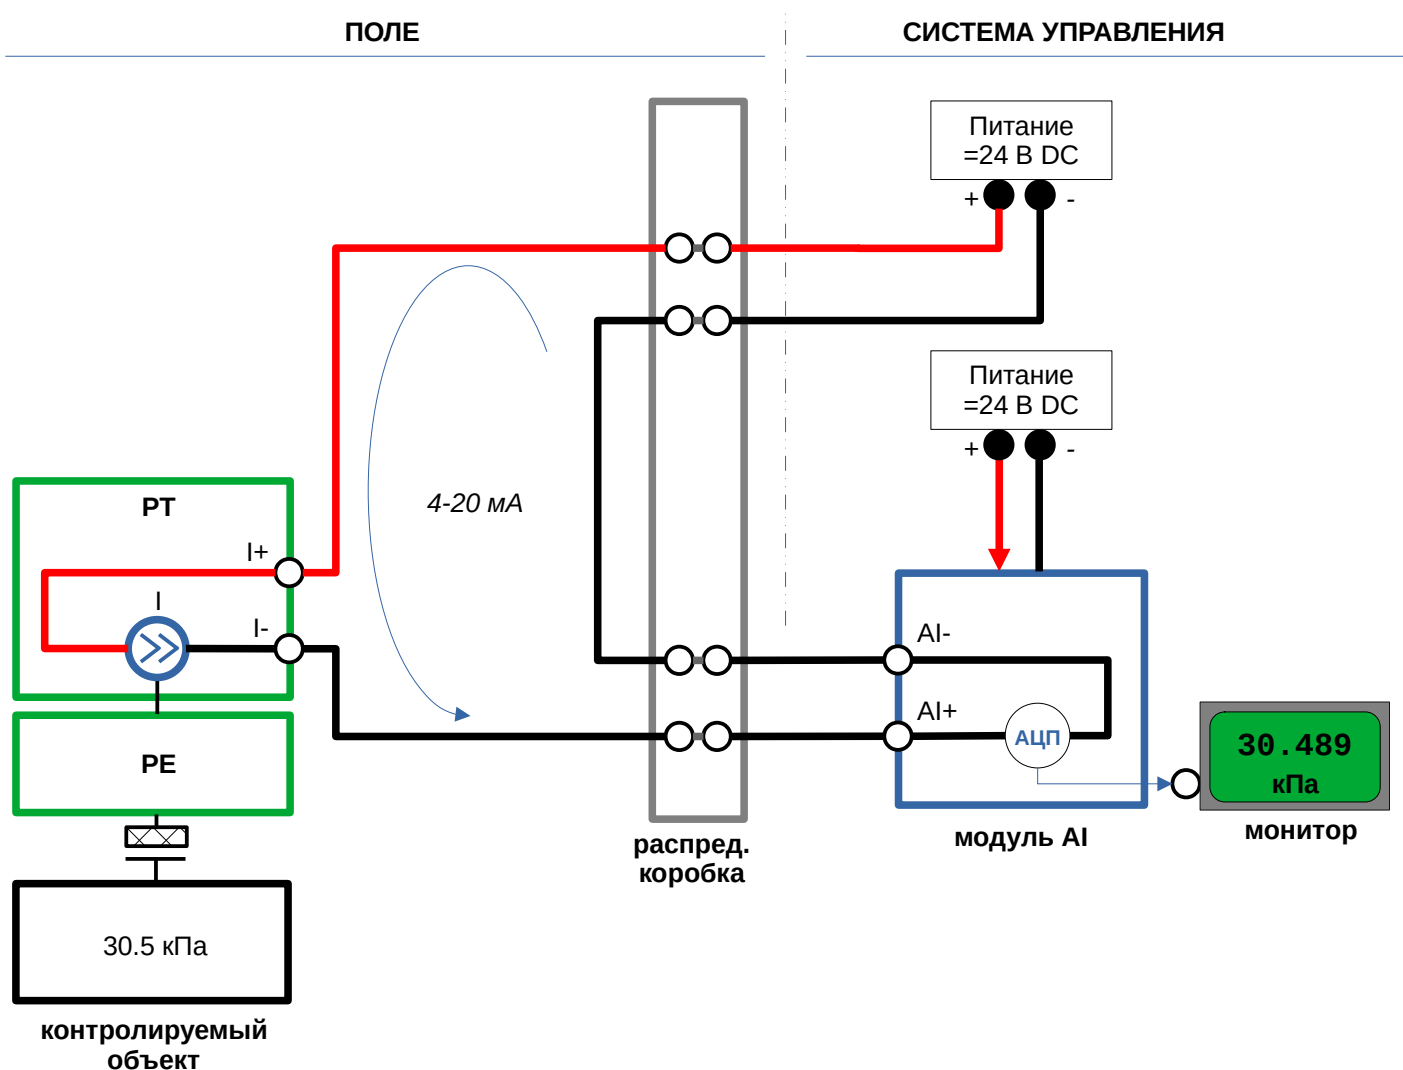 ПОЛЕ
СИСТЕМА УПРАВЛЕНИЯ
Питание
=24 В DC
+
-
Питание
=24 В DC
+
-
4-20 мА
PT
I+
I
I-
PE
30.5 кПа
контролируемый
объект
распред.
коробка
AI-
AI+
АЦП
модуль AI
30.489
кПа
монитор